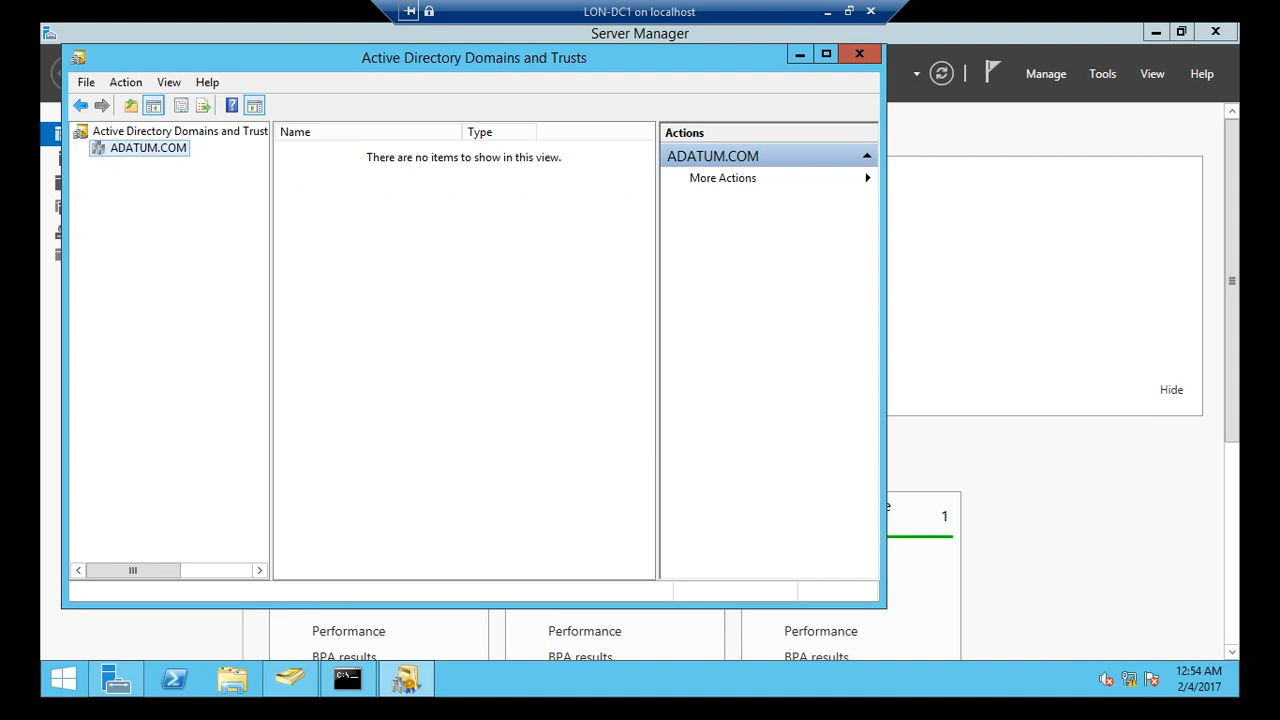 LON-DC1 on localhost
Server Manager
Active Directory Domains and Trusts
Manage Tools View Help
File Action View Help
Active Directory Domains and Trust
ADATUM.COM
Name Type
There are no items to show in this view.
Actions
ADATUM.COM
More Actions
Hide
1
Performance Performance Performance
BPA results BPA results BPA results
C:\_
12:54 AM
2/4/2017